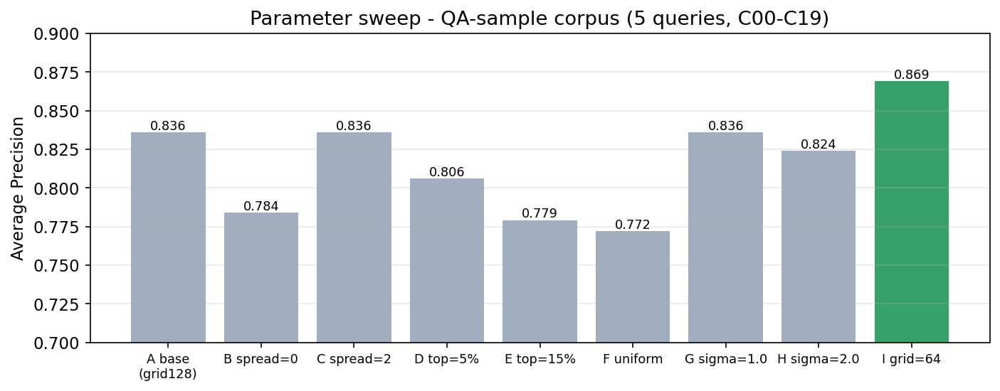 Parameter sweep - QA-sample corpus (5 queries, C00-C19)
Average Precision
0.900
0.875
0.850
0.825
0.800
0.775
0.750
0.725
0.700
0.836
0.784
0.836
0.806
0.779
0.772
0.836
0.824
0.869
A base
(grid128)
B spread=0
C spread=2
D top=5%
E top=15%
F uniform
G sigma=1.0
H sigma=2.0
I grid=64